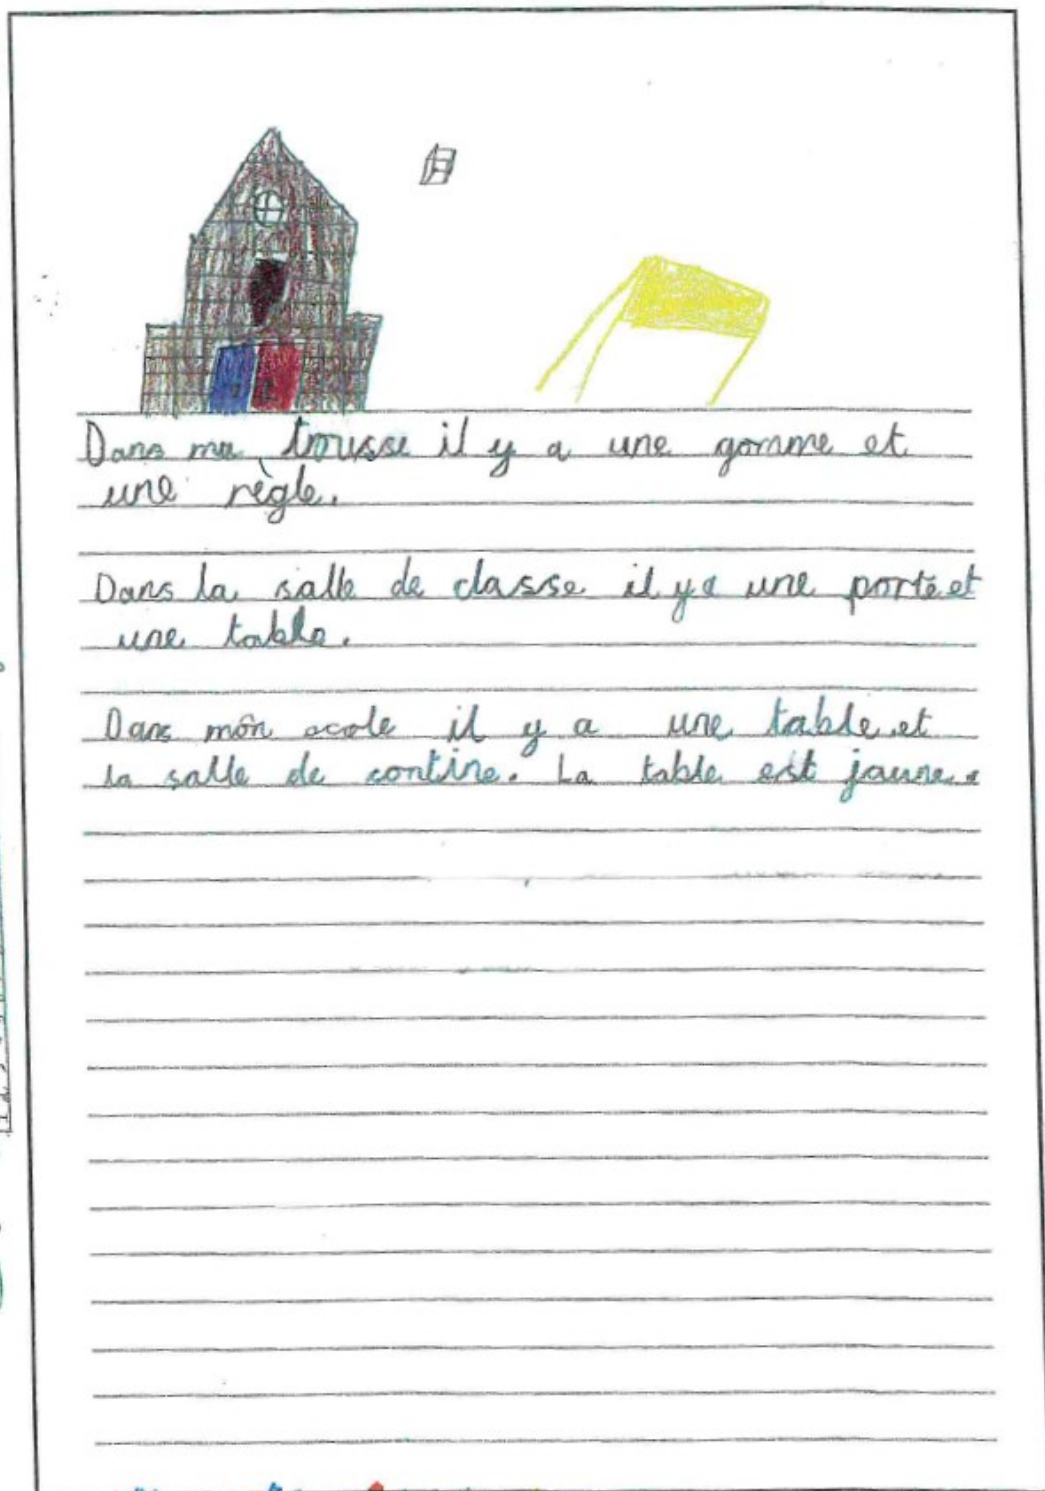 Dans ma trousse il y a une gomme et
une règle.
Dans la salle de classe il y a une porte et
une table.
Dans mon ecole il y a une table et
la salle de contine. La table est jaune.